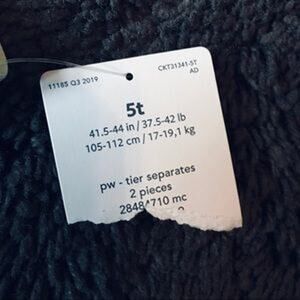 11185 Q3 2019
CKT31341-5T
AD
5t
41.5-44 in / 37.5-42 lb
105-112 cm / 17-19,1 kg
pw - tier separates
2 pieces
mc